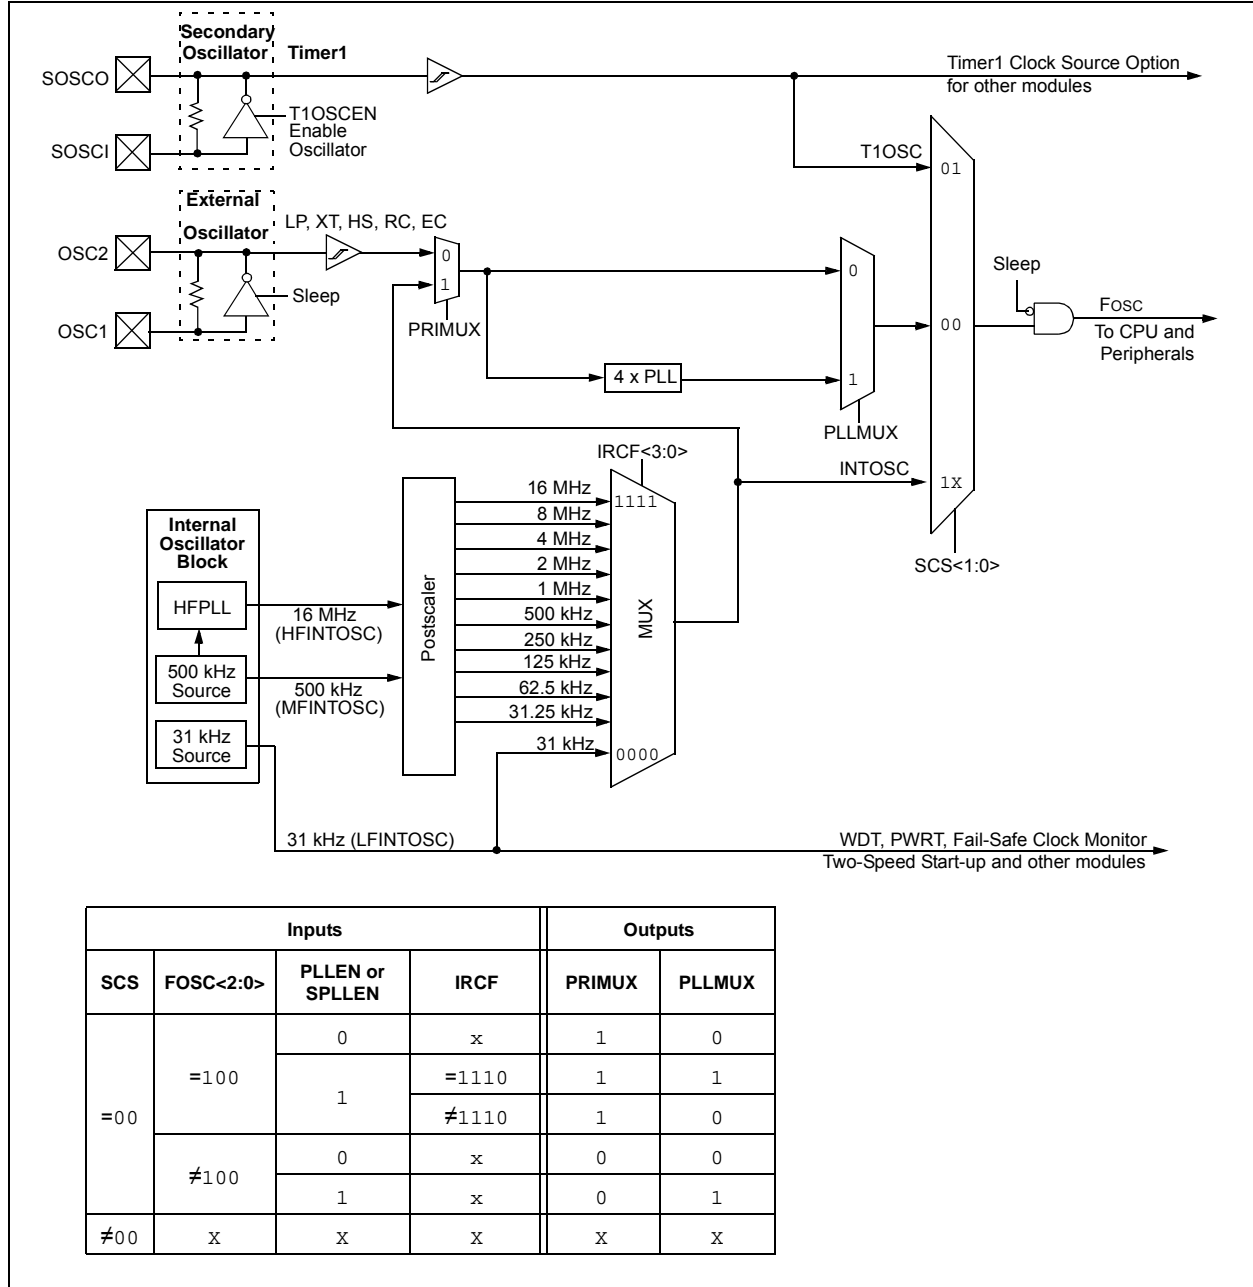 Secondary
Oscillator
Timer1
SOSCO
T1OSCEN
Enable
Oscillator
SOSCI
Timer1 Clock Source Option
for other modules
T1OSC
01
External
Oscillator
LP, XT, HS, RC, EC
OSC2
0
1
Sleep
OSC1
PRIMUX
0
1
4 x PLL
PLLMUX
00
Sleep
FOSC
To CPU and
Peripherals
INTOSC
1X
SCS<1:0>
IRCF<3:0>
Internal
Oscillator
Block
HFPLL
500 kHz
Source
31 kHz
Source
16 MHz
(HFINTOSC)
500 kHz
(MFINTOSC)
Postscaler
16 MHz
8 MHz
4 MHz
2 MHz
1 MHz
500 kHz
250 kHz
125 kHz
62.5 kHz
31.25 kHz
31 kHz
1111
MUX
0000
31 kHz (LFINTOSC)
WDT, PWRT, Fail-Safe Clock Monitor
Two-Speed Start-up and other modules
Inputs Outputs
SCS FOSC<2:0> PLLEN or SPLLEN IRCF PRIMUX PLLMUX
=00 =100 0 x 1 0
1 =1110 1 1
≠1110 1 0
≠100 0 x 0 0
1 x 0 1
≠00 X X X X X